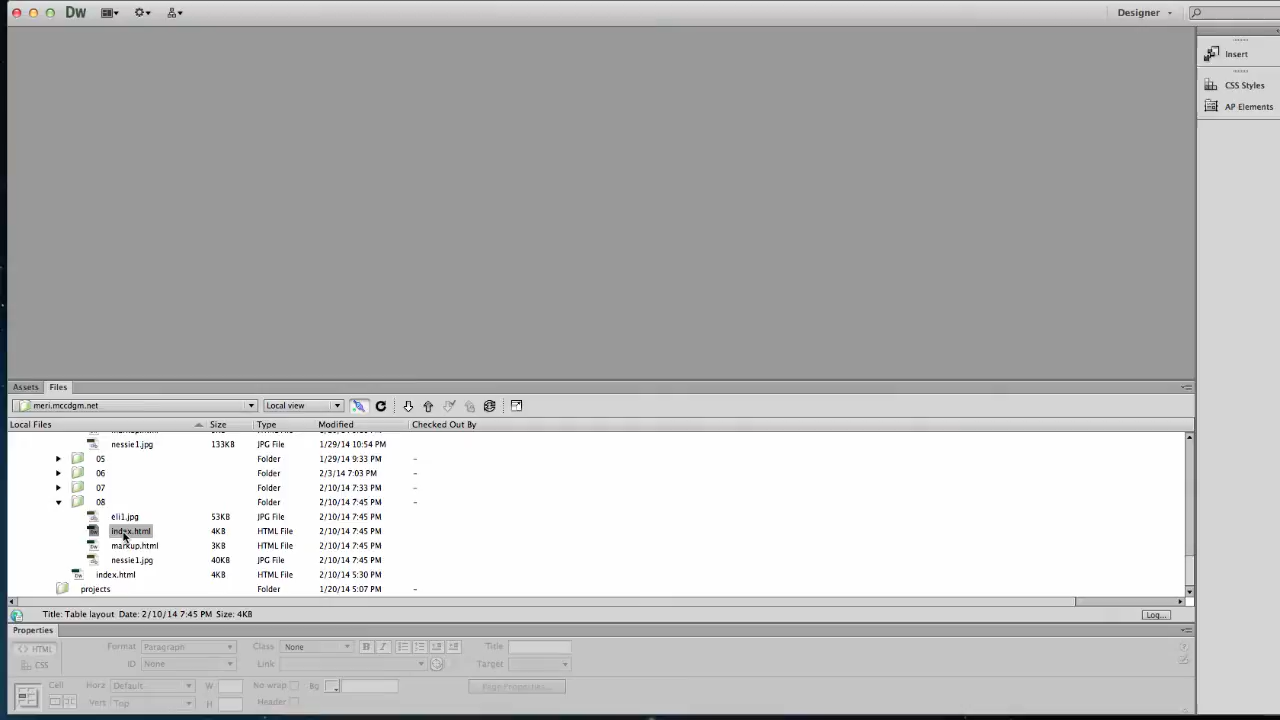 Dw Designer
Insert
CSS Styles
AP Elements
Assets Files
meri.mccdgm.net Local view
Local Files Size Type Modified Checked Out By
nessie1.jpg 133KB JPG File 1/29/14 10:54 PM
05 Folder 1/29/14 9:33 PM -
06 Folder 2/3/14 7:03 PM -
07 Folder 2/10/14 7:33 PM -
08 Folder 2/10/14 7:45 PM -
eli1.jpg 53KB JPG File 2/10/14 7:45 PM
index.html 4KB HTML File 2/10/14 7:45 PM
markup.html 3KB HTML File 2/10/14 7:45 PM
nessie1.jpg 40KB JPG File 2/10/14 7:45 PM
index.html 4KB HTML File 2/10/14 5:30 PM
projects Folder 1/20/14 5:07 PM -
Title: Table layout Date: 2/10/14 7:45 PM Size: 4KB Log...
Properties
<> HTML Format Paragraph Class None B I Title
CSS ID None Link Target
Cell Horz Default W No wrap Bg Page Properties...
Vert Top H Header